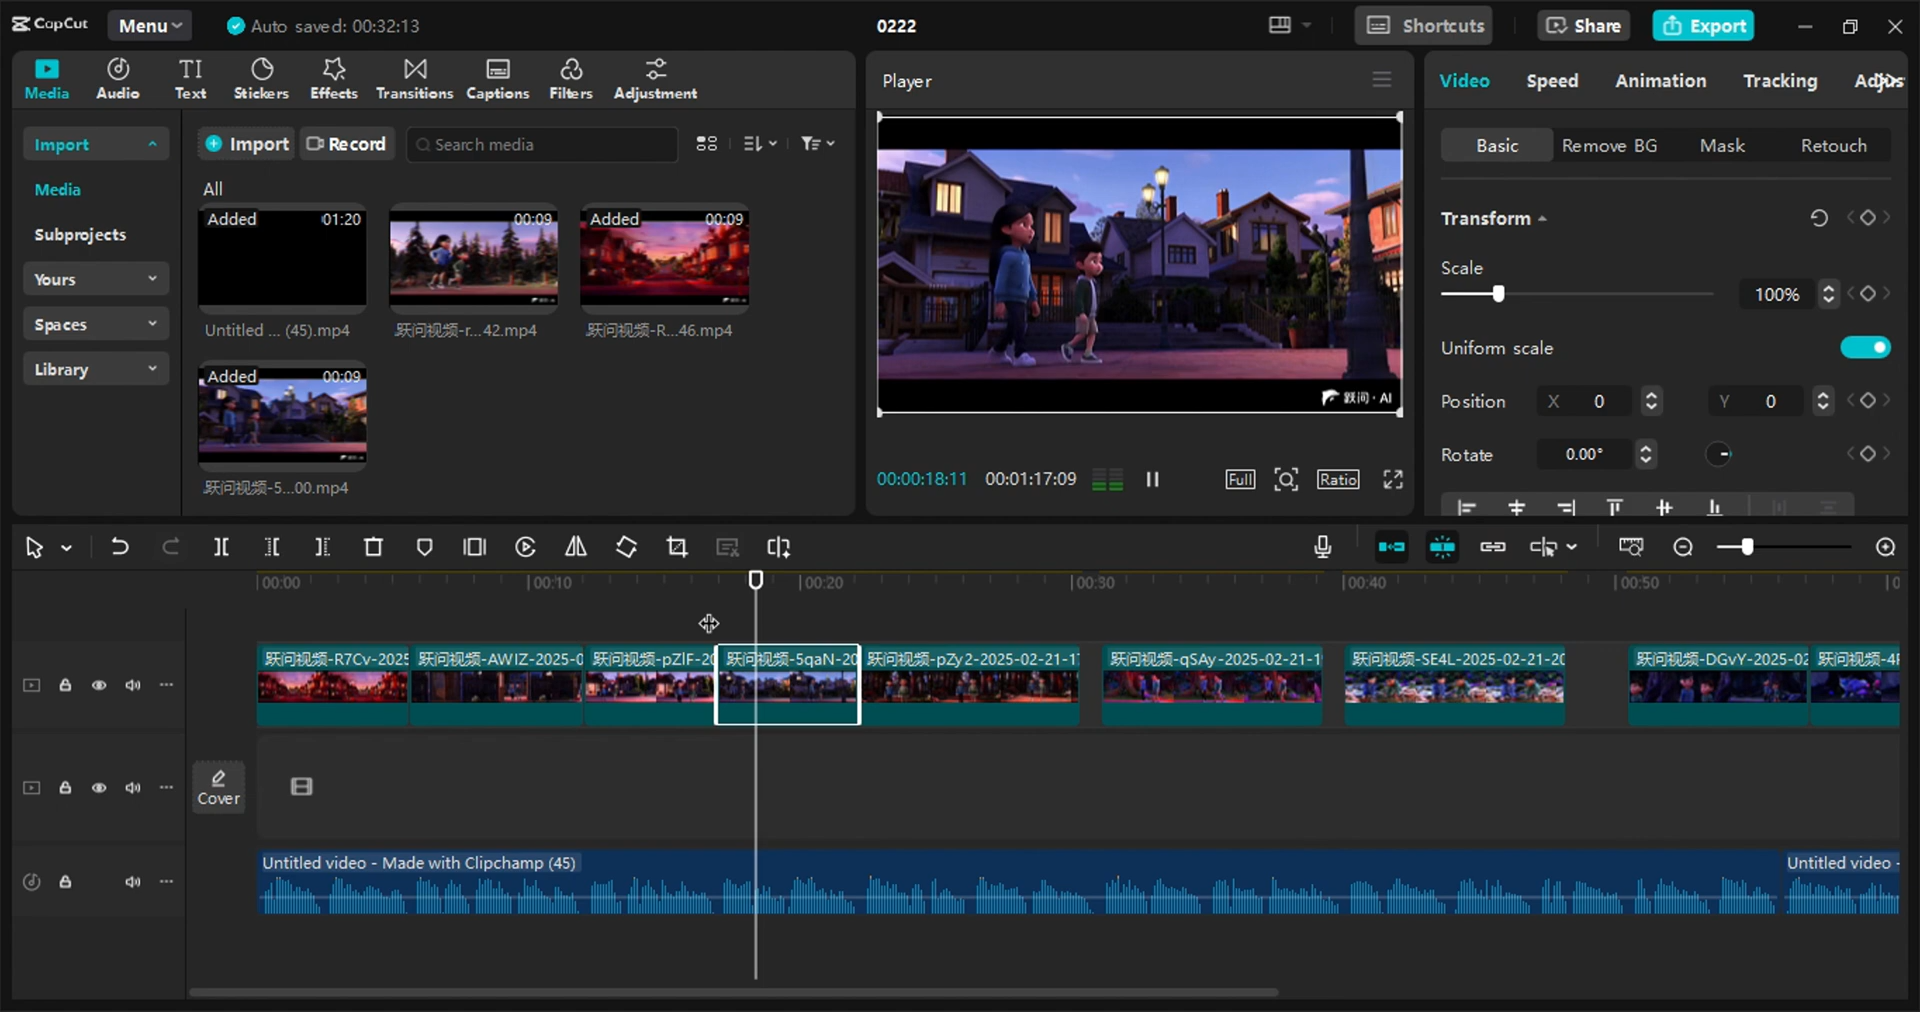 CapCut
Menu
Auto saved: 00:32:13
0222
Shortcuts
Share
Export
Media
Audio
Text
Stickers
Effects
Transitions
Captions
Filters
Adjustment
Player
Video
Speed
Animation
Tracking
Import
Import
Record
Search media
Basic
Remove BG
Mask
Retouch
Media
All
Subprojects
Added 01:20
00:09
Added 00:09
Transform
Yours
Scale
100%
Spaces
Untitled ... (45).mp4
跃问视频-r...42.mp4
跃问视频-R...46.mp4
Uniform scale
Library
Added 00:09
跃问·AI
Position
X 0
Y 0
Rotate
0.00°
跃问视频-5...00.mp4
00:00:18:11
00:01:17:09
Full
Ratio
00:00
00:10
00:20
00:30
00:40
00:50
跃问视频-R7Cv-2025
跃问视频-AWIZ-2025-0
跃问视频-pZlF-20
跃问视频-5qaN-20
跃问视频-pZy2-2025-02-21-1
跃问视频-qSAy-2025-02-21-1
跃问视频-SE4L-2025-02-21-20
跃问视频-DGvY-2025-02
跃问视频-4
Cover
Untitled video - Made with Clipchamp (45)
Untitled video -